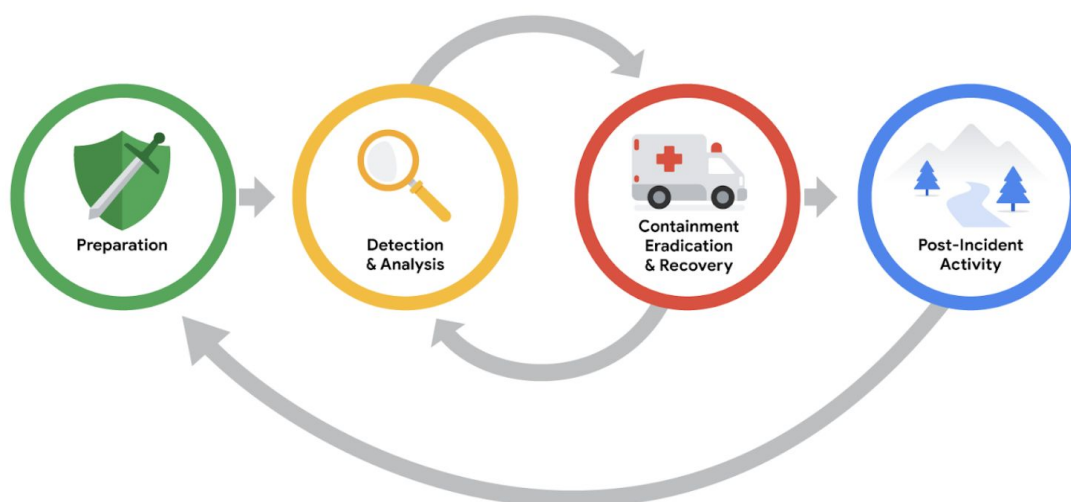 Preparation
Detection
& Analysis
Containment
Eradication
& Recovery
Post-Incident
Activity